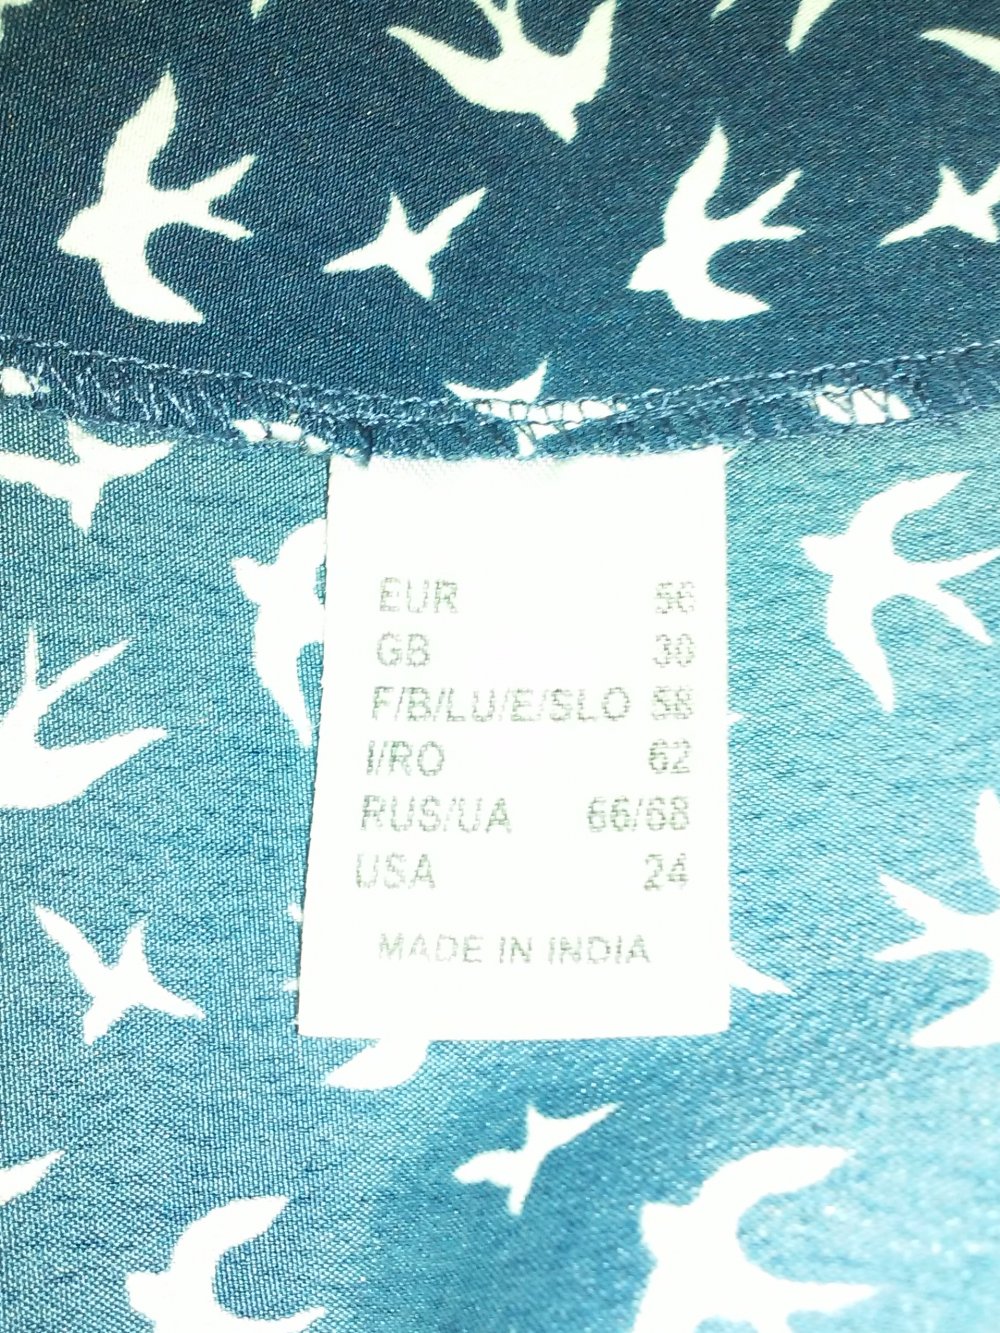 EUR 56
GB 30
F/B/LU/E/SLO 58
I/RO 62
RUS/UA 66/68
USA 24
MADE IN INDIA